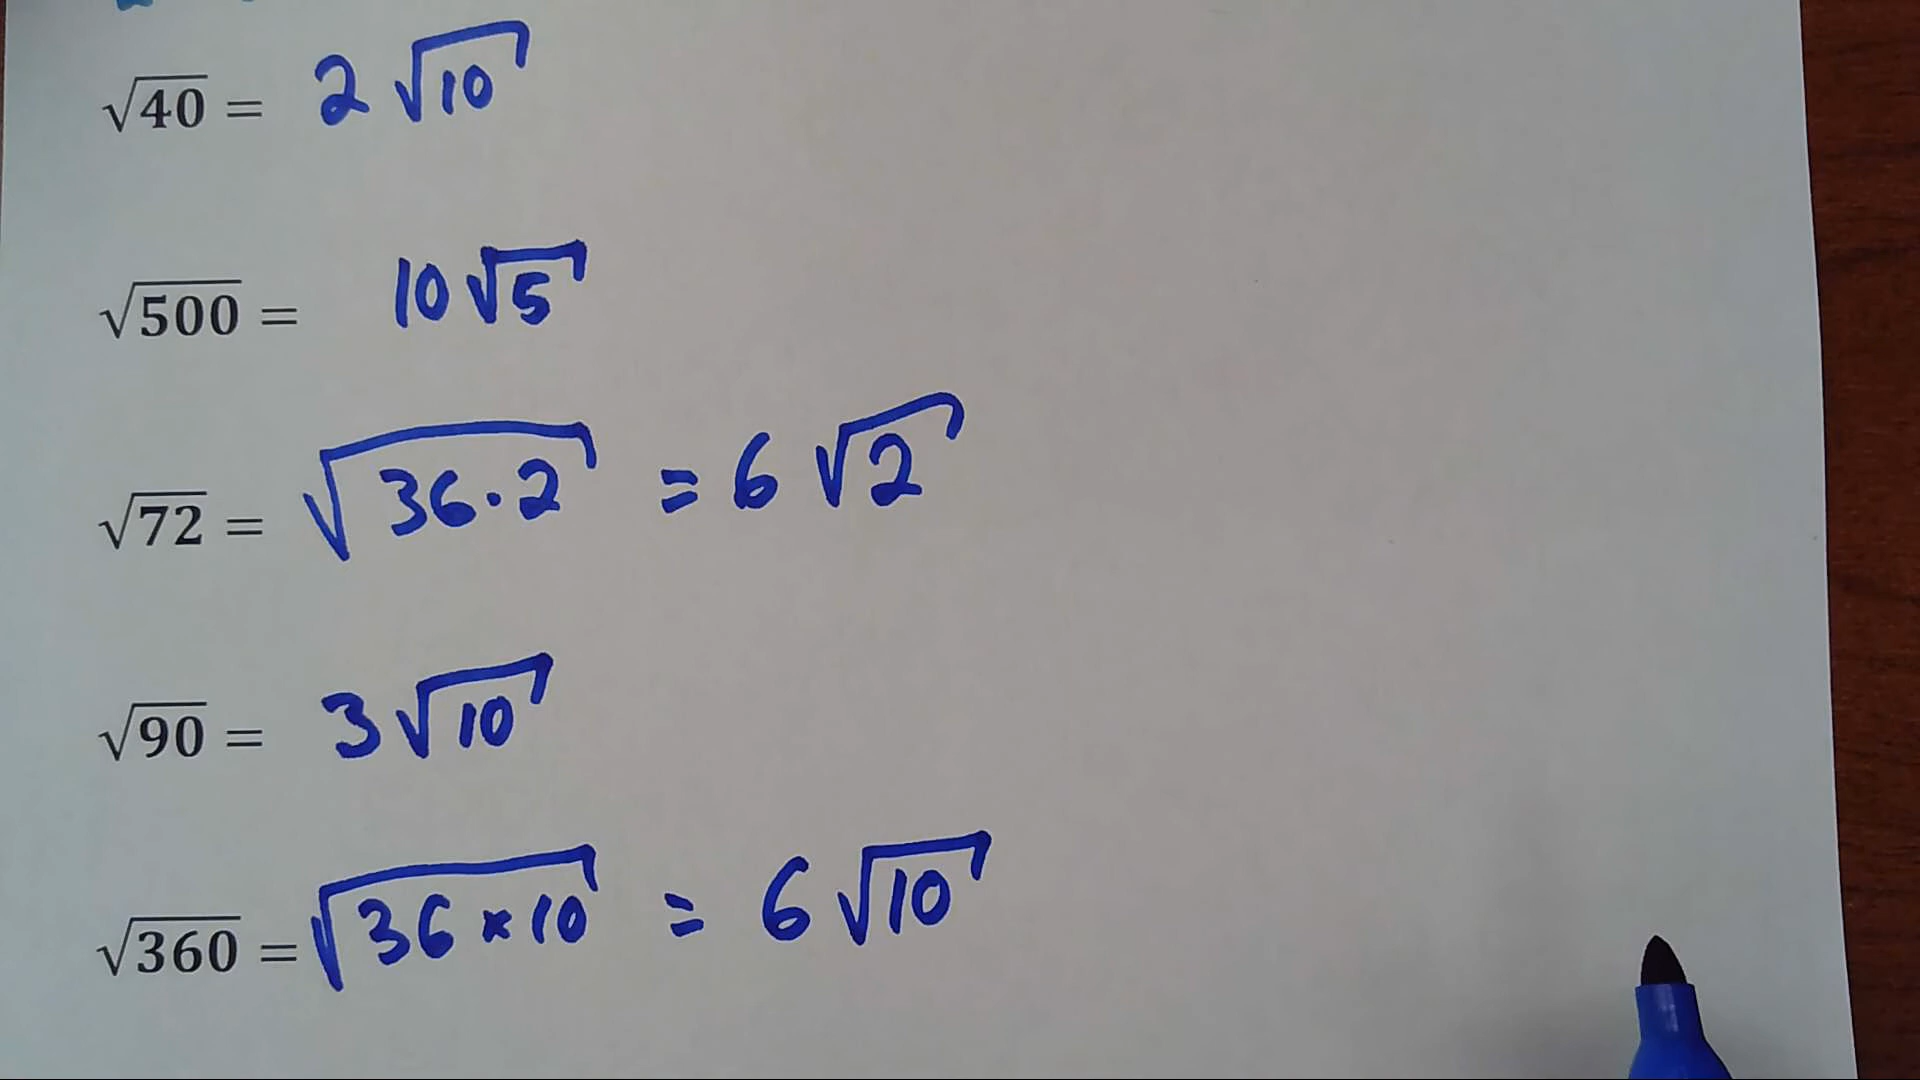 √40 = 2√10
√500 = 10√5
√72 = √36·2 = 6√2
√90 = 3√10
√360 = √36×10 = 6√10